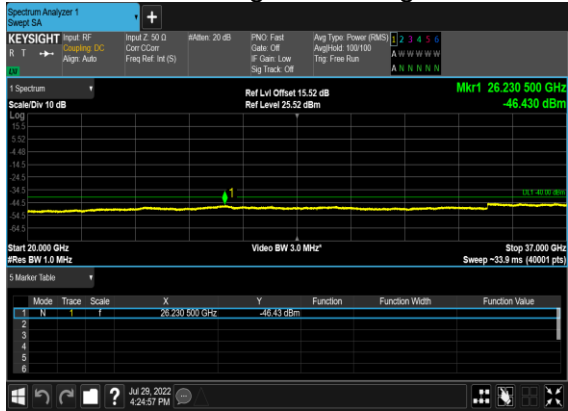 Spectrum Analyzer 1
Swept SA
+
KEYSIGHT Input: RF Input Z: 50 Ω #Atten: 20 dB PNO: Fast Avg Type: Power (RMS) 1 2 3 4 5 6
R T Coupling: DC Corr CCorr Gate: Off Avg|Hold: 100/100 A W W W W W
Align: Auto Freq Ref: Int (S) IF Gain: Low Trig: Free Run
LXI Sig Track: Off A N N N N N
1 Spectrum Ref Lvl Offset 15.52 dB Mkr1 26.230 500 GHz
Scale/Div 10 dB Ref Level 25.52 dBm -46.430 dBm
Log
15.5
5.52
-4.48
-14.5
-24.5
-34.5
1
DL1 -40.00 dBm
-44.5
-54.5
-64.5
Start 20.000 GHz Video BW 3.0 MHz* Stop 37.000 GHz
#Res BW 1.0 MHz Sweep ~33.9 ms (40001 pts)
5 Marker Table
Mode Trace Scale X Y Function Function Width Function Value
1 N 1 f 26.230 500 GHz -46.43 dBm
2
3
4
5
6
? Jul 29, 2022
4:24:57 PM